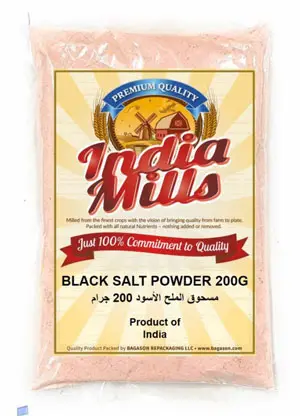 PREMIUM QUALITY
India
Mills
Milled from the finest crops with the vision of bringing quality from farm to plate.
Packed with all natural Nutrients – nothing added or removed.
Just 100% Commitment to Quality
BLACK SALT POWDER 200G
مسحوق الملح الأسود 200 جرام
Product of
India
Quality Product Packed by BAGASON REPACKAGING LLC • www.bagason.com